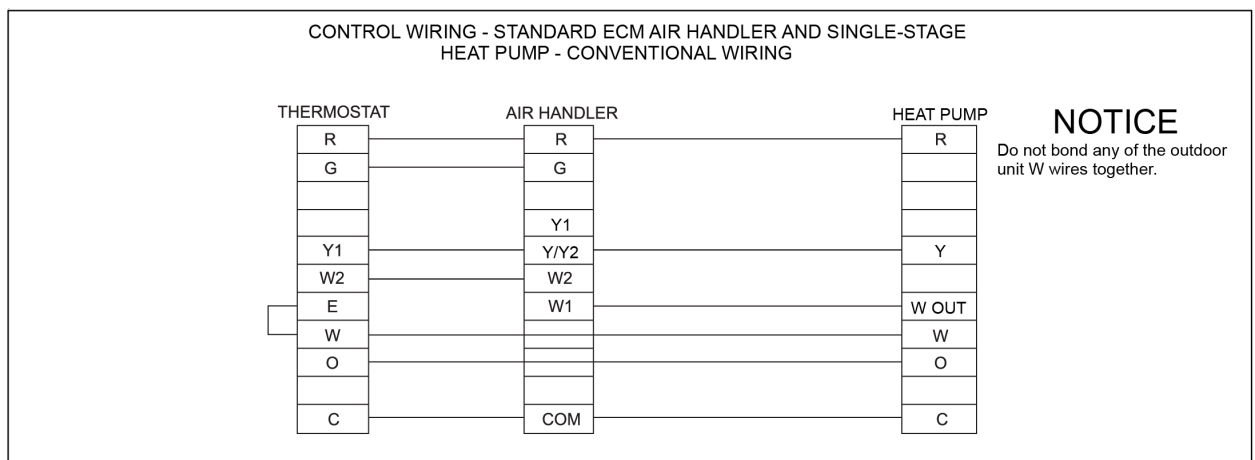 CONTROL WIRING - STANDARD ECM AIR HANDLER AND SINGLE-STAGE
HEAT PUMP - CONVENTIONAL WIRING
THERMOSTAT
R
G
Y1
W2
E
W
O
C
AIR HANDLER
R
G
Y1
Y/Y2
W2
W1
COM
HEAT PUMP
R
Y
W OUT
W
O
C
NOTICE
Do not bond any of the outdoor
unit W wires together.